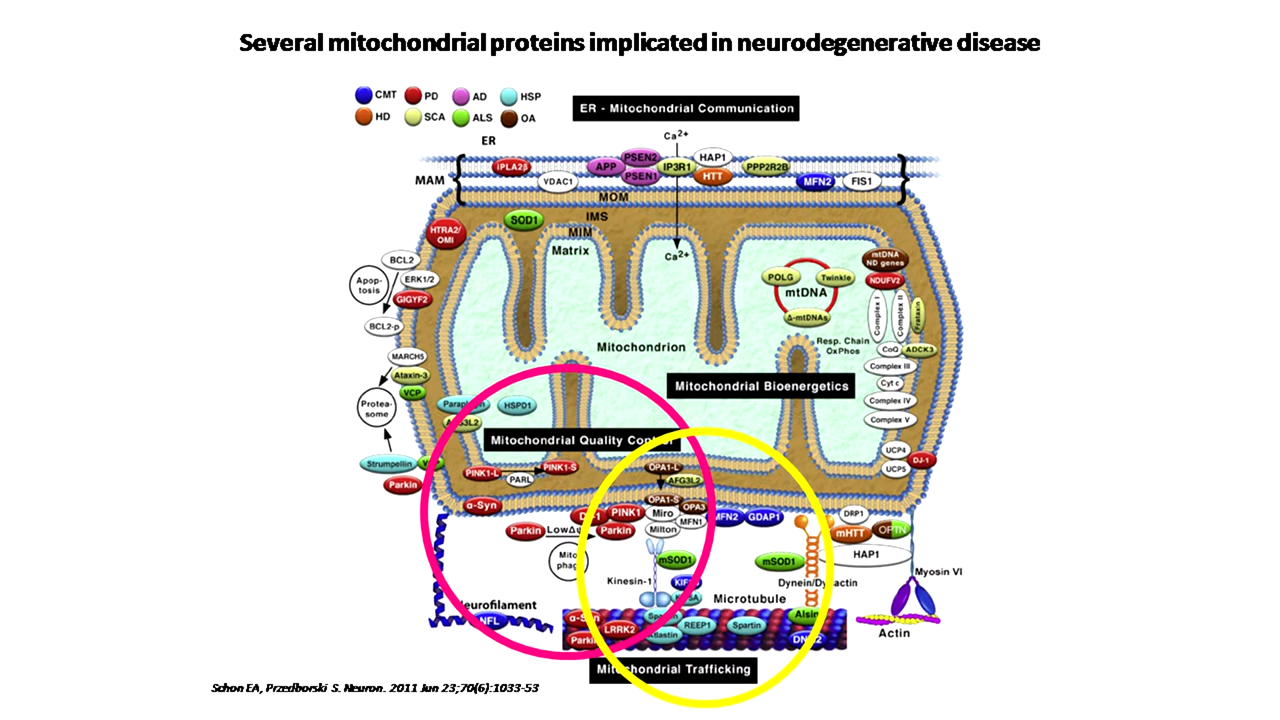 Several mitochondrial proteins implicated in neurodegenerative disease
CMT PD AD HSP
HD SCA ALS OA
ER - Mitochondrial Communication
ER
Ca2+
MAM
iPLA2β
VDAC1
APP
PSEN2
PSEN1
IP3R1
HAP1
HTT
PPP2R2B
MFN2
FIS1
MOM
IMS
MIM
Matrix
SOD1
HTRA2/
OMI
Ca2+
BCL2
Apop-
tosis
ERK1/2
GIGYF2
BCL2-p
POLG
Twinkle
mtDNA
Δ-mtDNAs
mtDNA
ND genes
NDUFV2
Complex I
Complex II
Frataxin
Resp. Chain
OxPhos
CoQ
ADCK3
Complex III
Cyt c
Complex IV
Complex V
Mitochondrion
Mitochondrial Bioenergetics
MARCH5
Ataxin-3
VCP
Protea-
some
HSPD1
Mitochondrial Quality Control
Strumpellin
Parkin
PINK1-L
PINK1-S
PARL
OPA1-L
AFG3L2
OPA1-S
OPA3
UCP4
UCP5
DJ-1
α-Syn
PINK1
Miro
MFN1
Milton
MFN2
GDAP1
Parkin
Parkin
DRP1
mHTT
OPTN
HAP1
mSOD1
mSOD1
Kinesin-1
Myosin VI
Microtubule
Neurofilament
NFL
LRRK2
Atlastin
REEP1
Spartin
Alsin
Actin
Mitochondrial Trafficking
Schon EA, Przedborski S. Neuron. 2011 Jun 23;70(6):1033-53